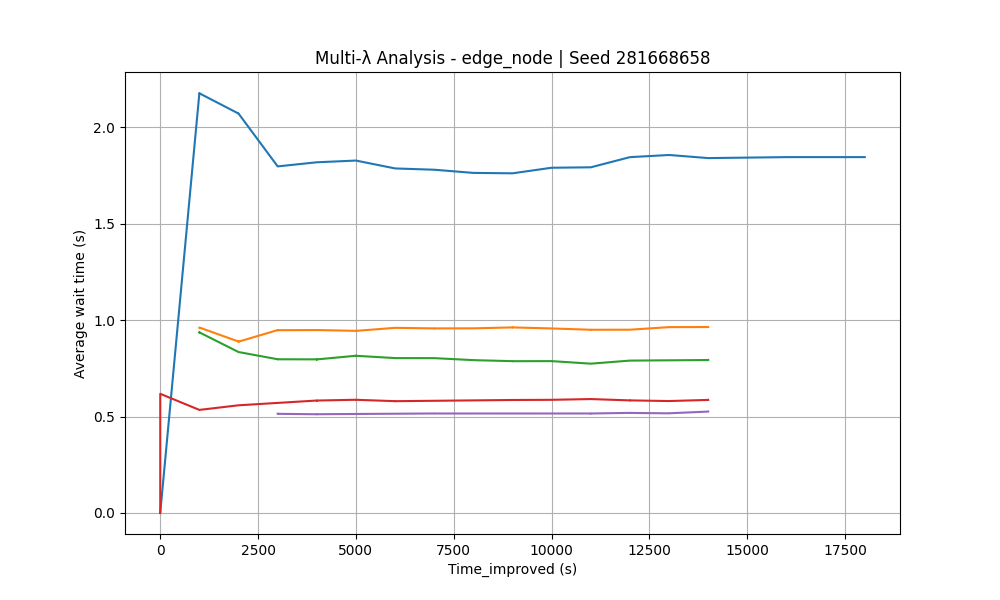 Multi-λ Analysis - edge_node | Seed 281668658
Average wait time (s)
2.0
1.5
1.0
0.5
0.0
0 2500 5000 7500 10000 12500 15000 17500
Time_improved (s)